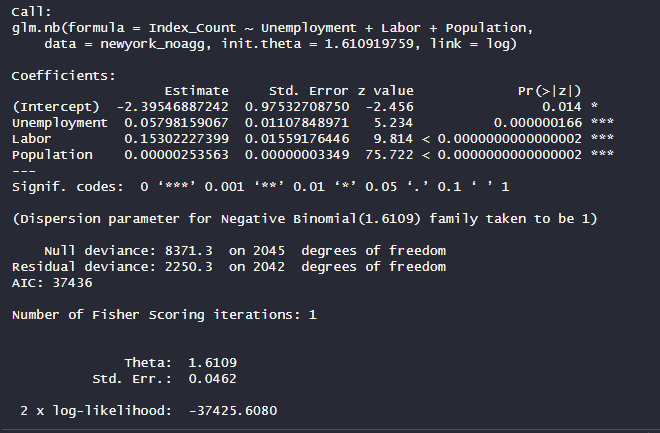 Call:
glm.nb(formula = Index_Count ~ Unemployment + Labor + Population,
    data = newyork_noagg, init.theta = 1.610919759, link = log)
Coefficients:
                  Estimate    Std. Error z value             Pr(>|z|)
(Intercept)  -2.39546887242  0.97532708750  -2.456                0.014 *
Unemployment  0.05798159067  0.01107848971   5.234          0.000000166 ***
Labor         0.15302227399  0.01559176446   9.814 < 0.0000000000000002 ***
Population    0.00000253563  0.00000003349  75.722 < 0.0000000000000002 ***
---
Signif. codes:  0 ‘***’ 0.001 ‘**’ 0.01 ‘*’ 0.05 ‘.’ 0.1 ‘ ’ 1
(Dispersion parameter for Negative Binomial(1.6109) family taken to be 1)
    Null deviance: 8371.3  on 2045  degrees of freedom
Residual deviance: 2250.3  on 2042  degrees of freedom
AIC: 37436
Number of Fisher Scoring iterations: 1
              Theta:  1.6109
          Std. Err.:  0.0462
 2 x log-likelihood:  -37425.6080